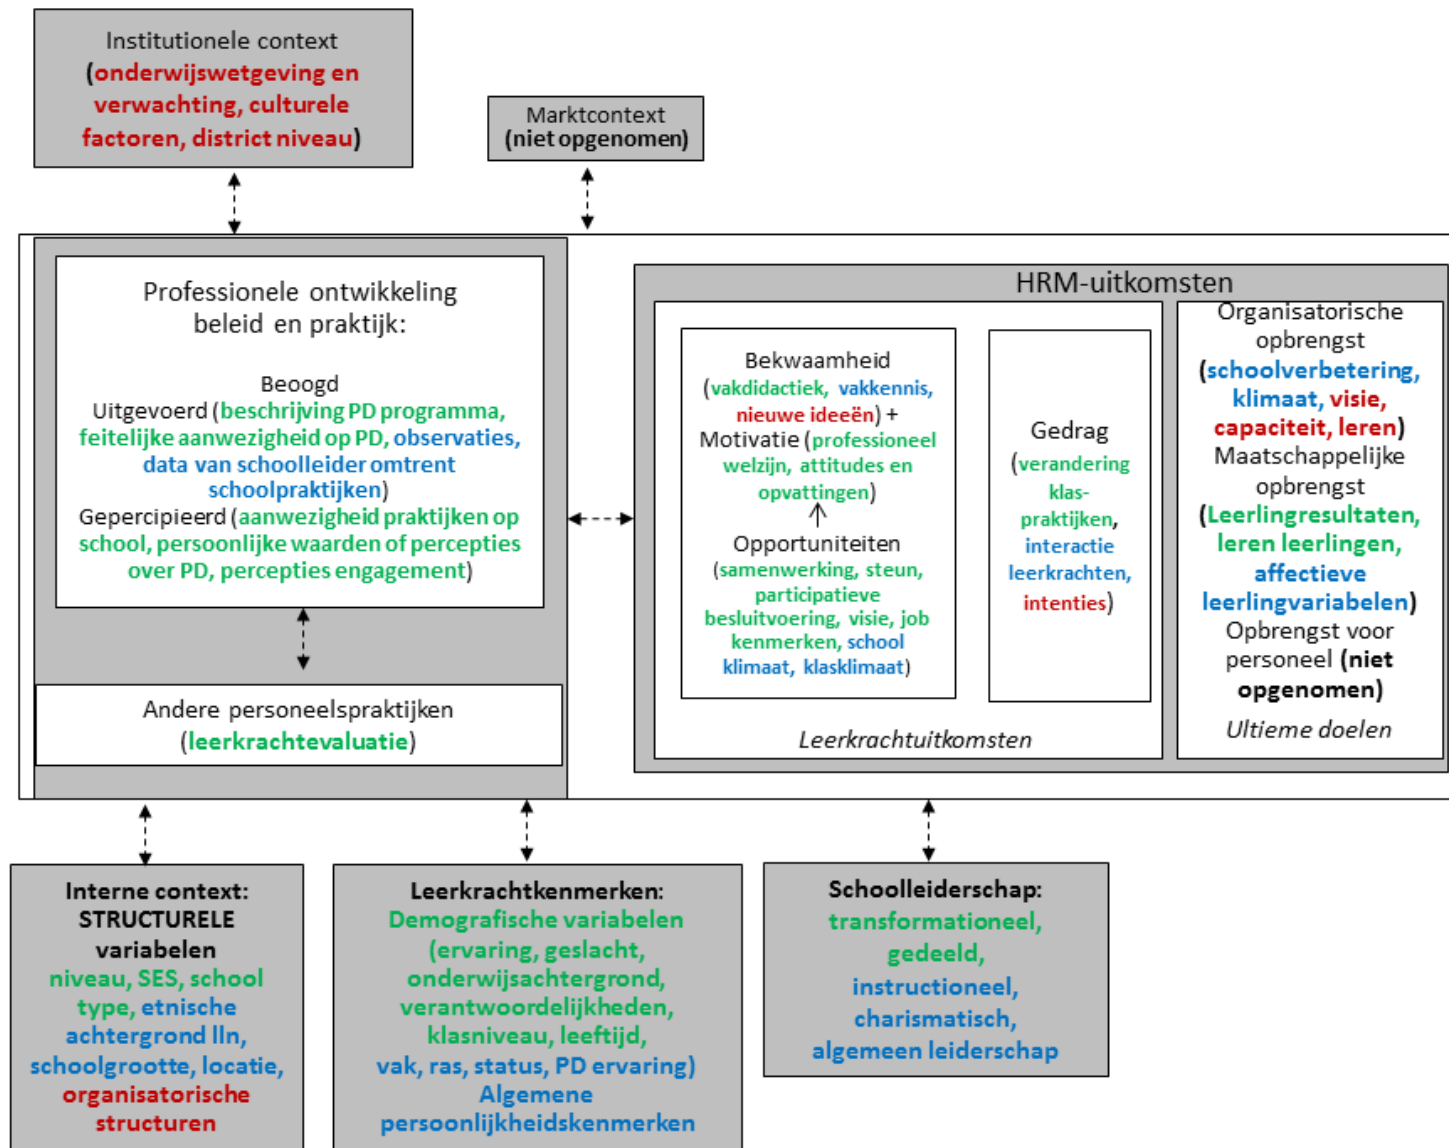 Institutionele context
(onderwijswetgeving en
verwachting, culturele
factoren, district niveau)
Marktcontext
(niet opgenomen)
Professionele ontwikkeling
beleid en praktijk:
Beoogd
Uitgevoerd (beschrijving PD programma,
feitelijke aanwezigheid op PD, observaties,
data van schoolleider omtrent
schoolpraktijken)
Gepercipieerd (aanwezigheid praktijken op
school, persoonlijke waarden of percepties
over PD, percepties engagement)
Andere personeelspraktijken
(leerkrachtevaluatie)
HRM-uitkomsten
Bekwaamheid
(vakdidactiek, vakkennis,
nieuwe ideeën) +
Motivatie (professioneel
welzijn, attitudes en
opvattingen)
Opportuniteiten
(samenwerking, steun,
participatieve
besluitvoering, visie, job
kenmerken, school
klimaat, klasklimaat)
Gedrag
(verandering
klas-
praktijken,
interactie
leerkrachten,
intenties)
Leerkrachtuitkomsten
Organisatorische
opbrengst
(schoolverbetering,
klimaat, visie,
capaciteit, leren)
Maatschappelijke
opbrengst
(Leerlingresultaten,
leren leerlingen,
affectieve
leerlingvariabelen)
Opbrengst voor
personeel (niet
opgenomen)
Ultieme doelen
Interne context:
STRUCTURELE
variabelen
niveau, SES, school
type, etnische
achtergrond lln,
schoolgrootte, locatie,
organisatorische
structuren
Leerkrachtkenmerken:
Demografische variabelen
(ervaring, geslacht,
onderwijsachtergrond,
verantwoordelijkheden,
klasniveau, leeftijd,
vak, ras, status, PD ervaring)
Algemene
persoonlijkheidskenmerken
Schoolleiderschap:
transformationeel,
gedeeld,
instructioneel,
charismatisch,
algemeen leiderschap